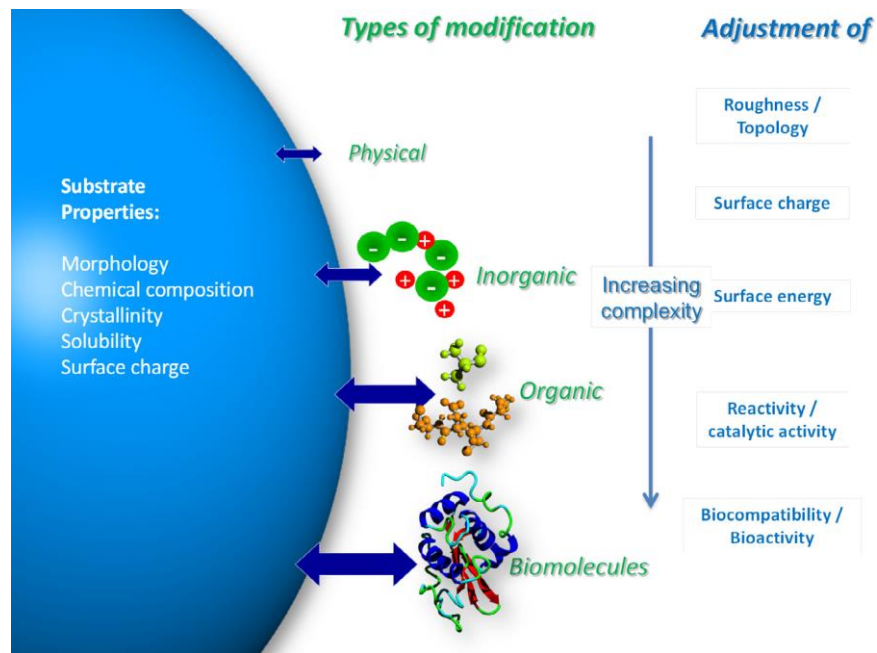 Types of modification
Adjustment of
Roughness /
Topology
Physical
Substrate
Properties:
Surface charge
Morphology
Chemical composition
Crystallinity
Solubility
Surface charge
- - + -
+ - +
+
Inorganic
Increasing
complexity
Surface energy
Organic
Reactivity /
catalytic activity
Biocompatibility /
Bioactivity
Biomolecules